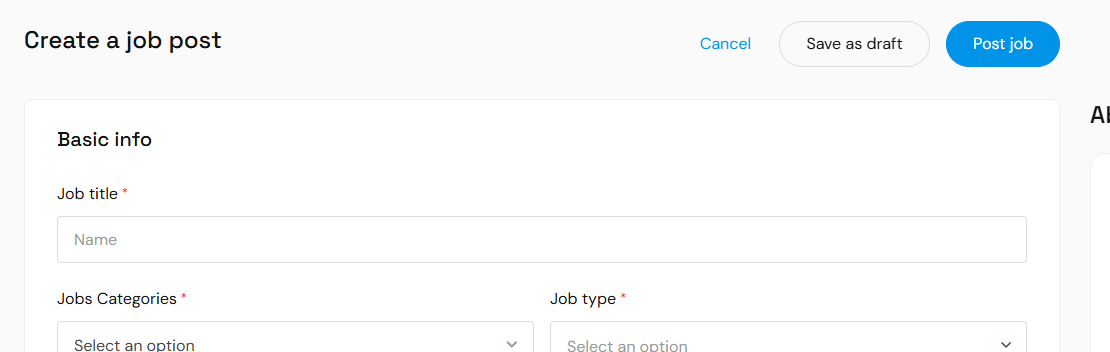 Create a job post
Cancel
Save as draft
Post job
Basic info
Job title *
Name
Jobs Categories *
Job type *
Select an option
Select an option